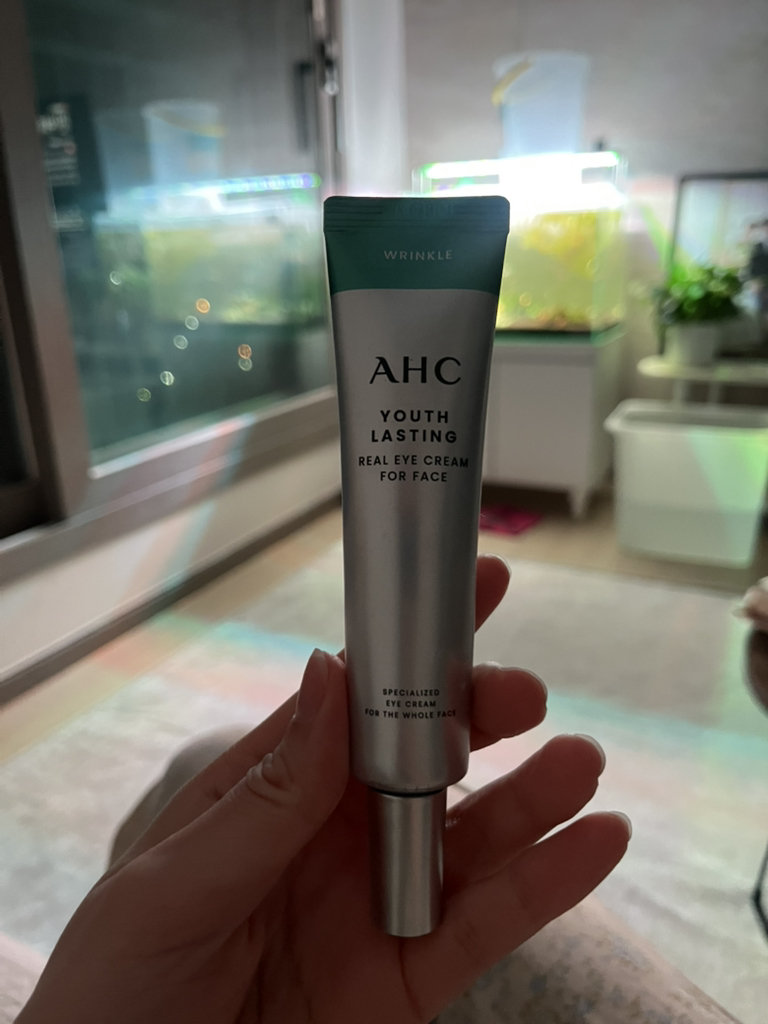 WRINKLE
AHC
YOUTH
LASTING
REAL EYE CREAM
FOR FACE
SPECIALIZED
EYE CREAM
FOR THE WHOLE FACE